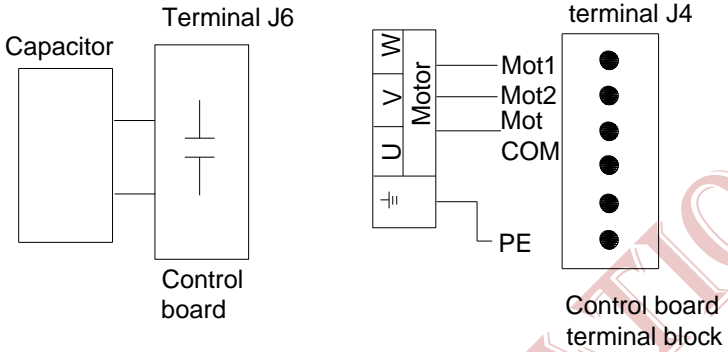 Terminal J6
Capacitor
Control
board
terminal J4
W
V
U
Motor
Mot1
Mot2
Mot
COM
PE
Control board
terminal block